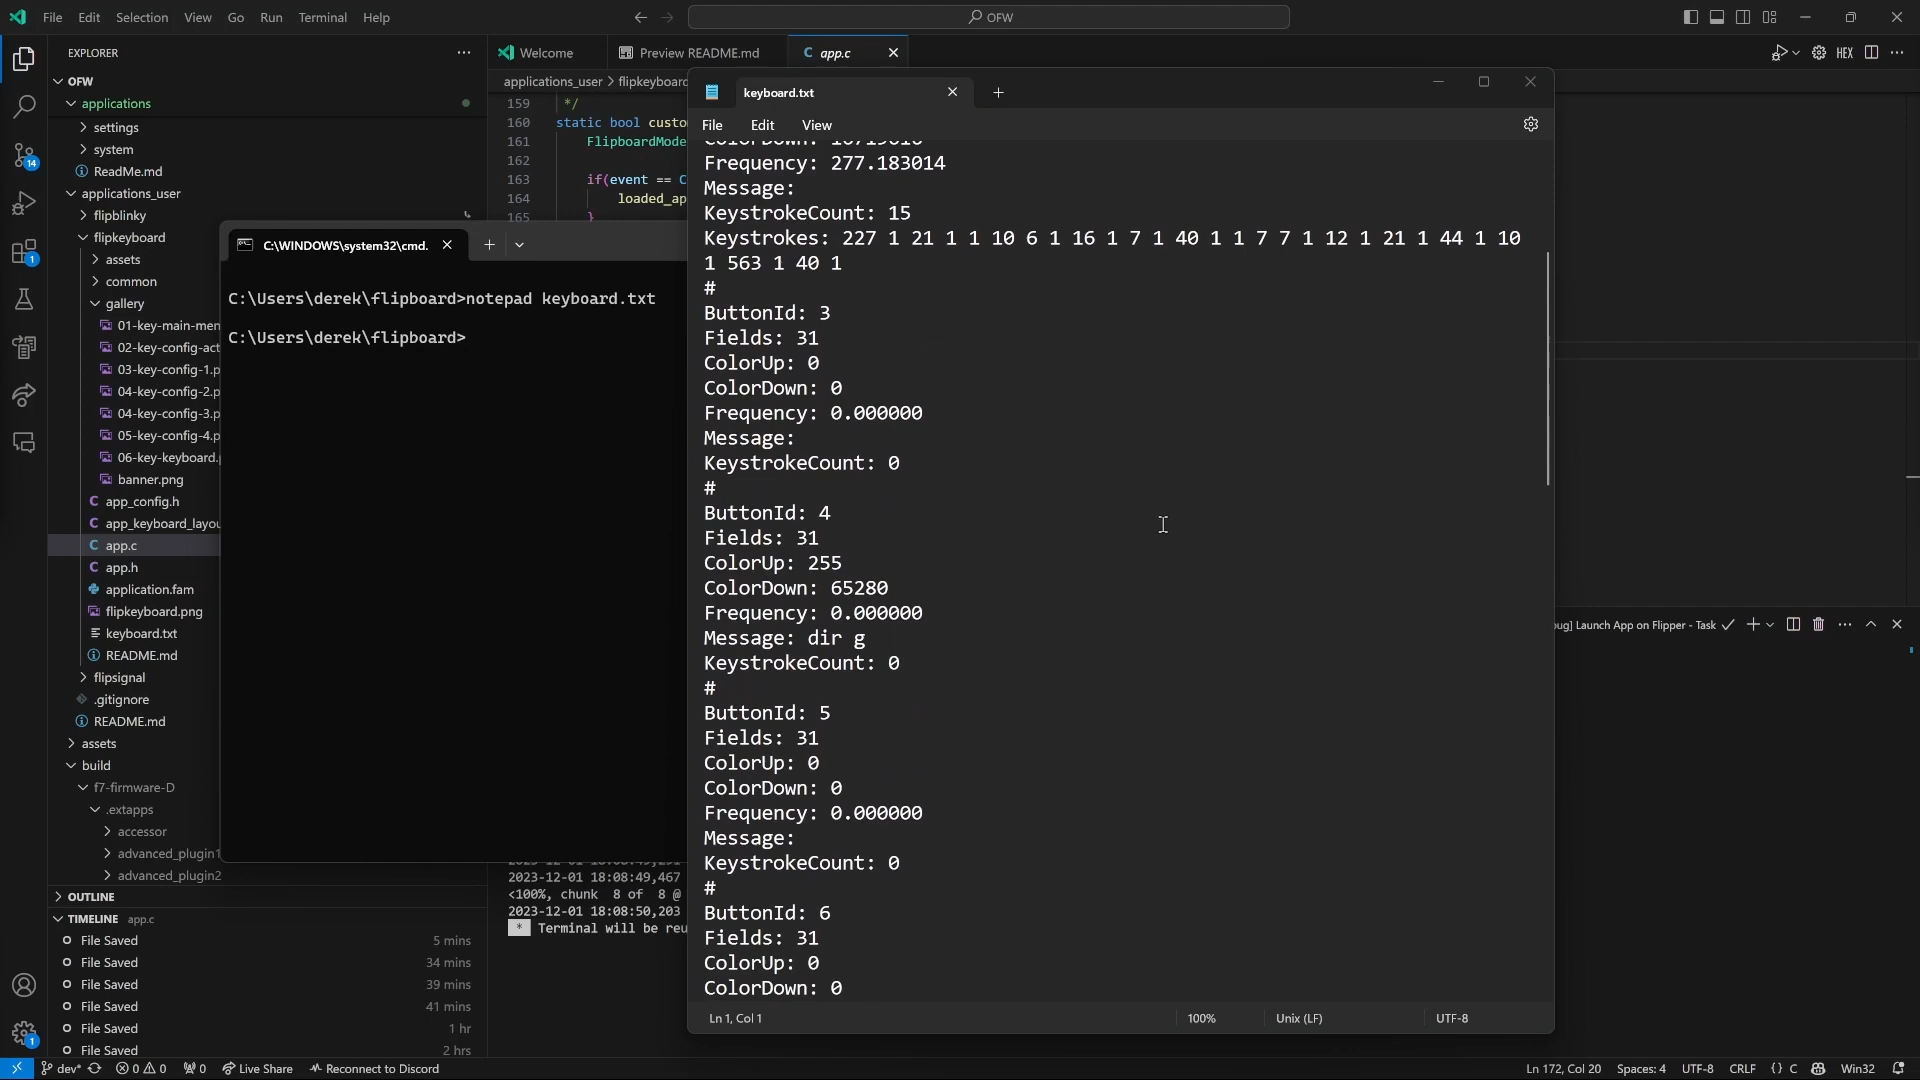 File Edit Selection View Go Run Terminal Help
OFW
EXPLORER
OFW
applications
settings
system
ReadMe.md
applications_user
flipblinky
flipkeyboard
assets
common
gallery
01-key-main-men
02-key-config-act
03-key-config-1.p
04-key-config-2.p
04-key-config-3.p
05-key-config-4.p
06-key-keyboard.
banner.png
app_config.h
app_keyboard_layou
app.c
app.h
application.fam
flipkeyboard.png
keyboard.txt
README.md
flipsignal
.gitignore
README.md
assets
build
f7-firmware-D
.extapps
accessor
advanced_plugin1
advanced_plugin2
OUTLINE
TIMELINE app.c
File Saved 5 mins
File Saved 34 mins
File Saved 39 mins
File Saved 41 mins
File Saved 1 hr
File Saved 2 hrs
14
1
1
Welcome
Preview README.md
C app.c
HEX
applications_user > flipkeyboard
159 */
160 static bool custo
161 FlipboardMode
162
163 if(event == C
164 loaded_ap
165 }
C:\WINDOWS\system32\cmd.
C:\Users\derek\flipboard>notepad keyboard.txt
C:\Users\derek\flipboard>
2023-12-01 18:08:49,467
<100%, chunk 8 of 8 @
2023-12-01 18:08:50,203
* Terminal will be reu
keyboard.txt
File Edit View
Frequency: 277.183014
Message:
KeystrokeCount: 15
Keystrokes: 227 1 21 1 1 10 6 1 16 1 7 1 40 1 1 7 7 1 12 1 21 1 44 1 10
1 563 1 40 1
#
ButtonId: 3
Fields: 31
ColorUp: 0
ColorDown: 0
Frequency: 0.000000
Message:
KeystrokeCount: 0
#
ButtonId: 4
Fields: 31
ColorUp: 255
ColorDown: 65280
Frequency: 0.000000
Message: dir g
KeystrokeCount: 0
#
ButtonId: 5
Fields: 31
ColorUp: 0
ColorDown: 0
Frequency: 0.000000
Message:
KeystrokeCount: 0
#
ButtonId: 6
Fields: 31
ColorUp: 0
ColorDown: 0
Ln 1, Col 1
100%
Unix (LF)
UTF-8
ug] Launch App on Flipper - Task
dev* 0 0 0 Live Share Reconnect to Discord
Ln 172, Col 20 Spaces: 4 UTF-8 CRLF {} C Win32